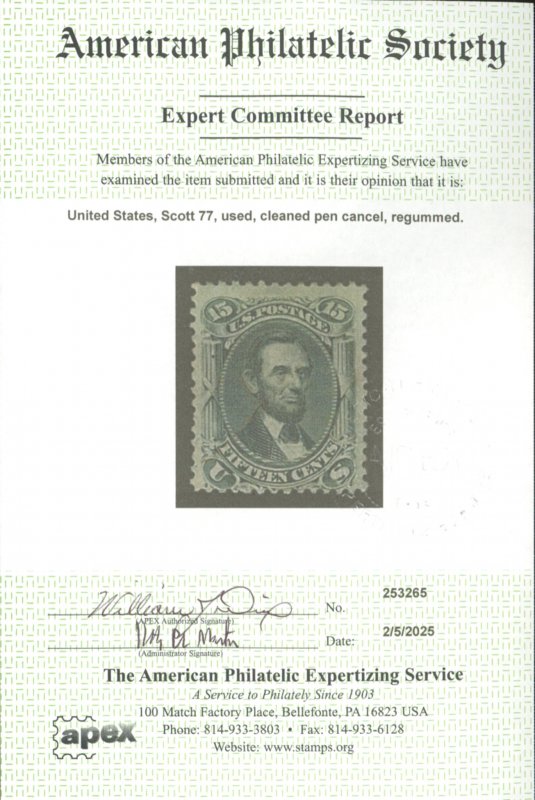 American Philatelic Society
Expert Committee Report
Members of the American Philatelic Expertizing Service have
examined the item submitted and it is their opinion that it is:
United States, Scott 77, used, cleaned pen cancel, regummed.
15 15
U.S. POSTAGE
FIFTEEN CENTS
U S
No. 253265
(APEX Authorized Signature)
Date: 2/5/2025
(Administrator Signature)
The American Philatelic Expertizing Service
A Service to Philately Since 1903
100 Match Factory Place, Bellefonte, PA 16823 USA
Phone: 814-933-3803 • Fax: 814-933-6128
Website: www.stamps.org
apex